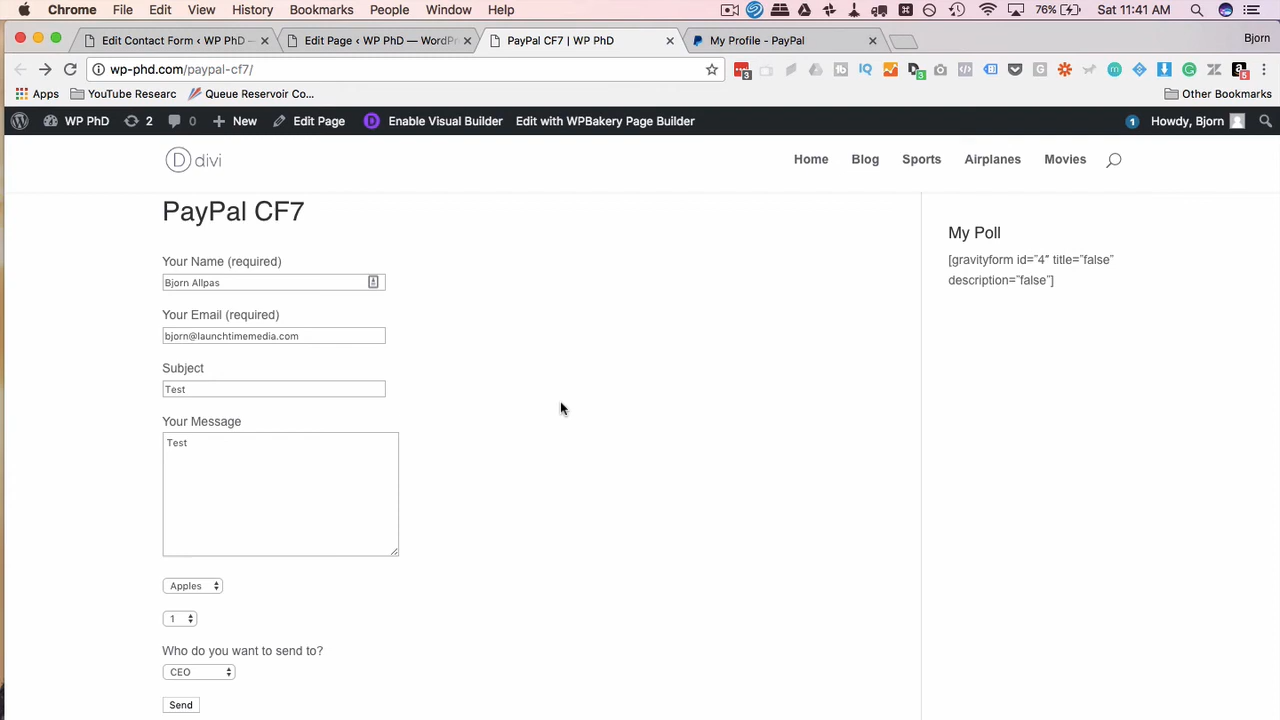 Chrome File Edit View History Bookmarks People Window Help 76% Sat 11:41 AM
Edit Contact Form ‹ WP PhD — Edit Page ‹ WP PhD — WordPr PayPal CF7 | WP PhD My Profile - PayPal Bjorn
wp-phd.com/paypal-cf7/
Apps YouTube Researc Queue Reservoir Co... Other Bookmarks
WP PhD 2 0 New Edit Page Enable Visual Builder Edit with WPBakery Page Builder 1 Howdy, Bjorn
divi Home Blog Sports Airplanes Movies
PayPal CF7
Your Name (required)
Bjorn Allpas
Your Email (required)
bjorn@launchtimemedia.com
Subject
Test
Your Message
Test
Apples
1
Who do you want to send to?
CEO
Send
My Poll
[gravityform id="4" title="false"
description="false"]